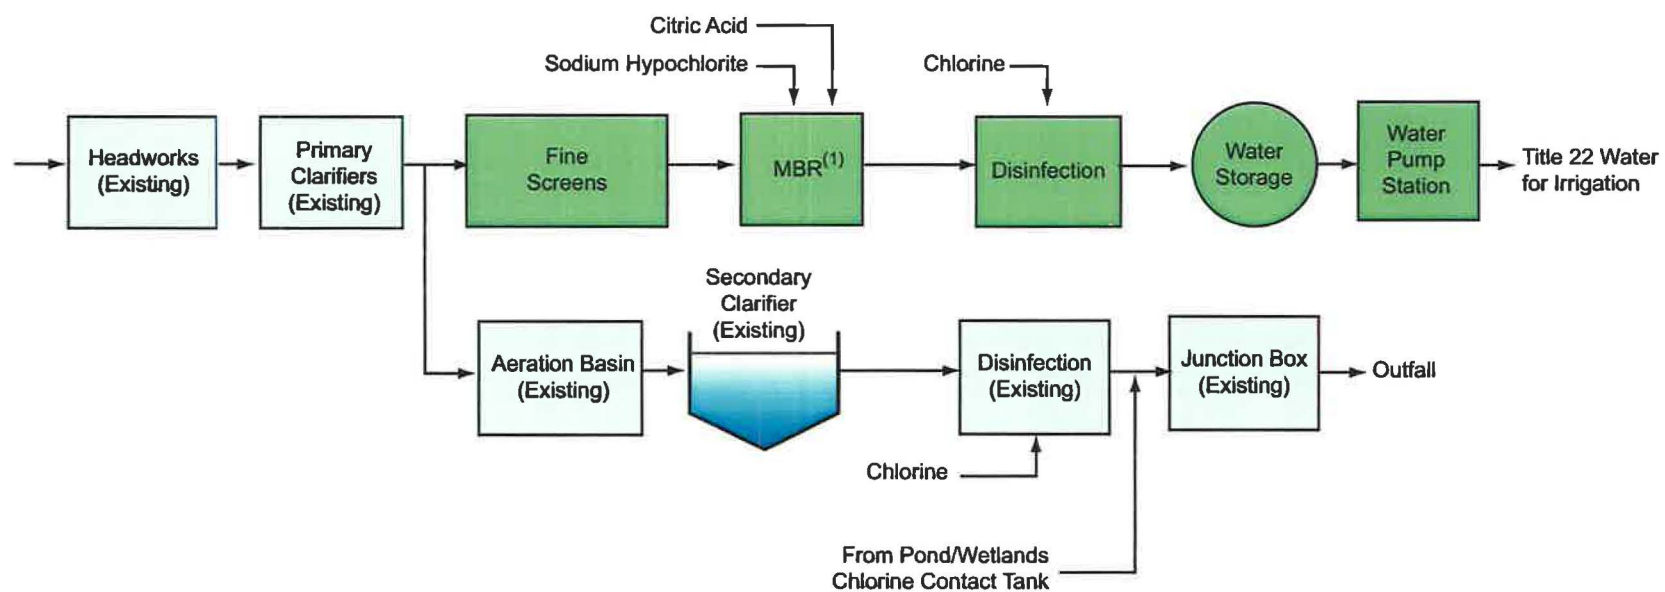 Citric Acid
Sodium Hypochlorite
Chlorine
Headworks
(Existing)
Primary
Clarifiers
(Existing)
Fine
Screens
MBR(1)
Disinfection
Water
Storage
Water
Pump
Station
Title 22 Water
for Irrigation
Aeration Basin
(Existing)
Secondary
Clarifier
(Existing)
Disinfection
(Existing)
Junction Box
(Existing)
Outfall
Chlorine
From Pond/Wetlands
Chlorine Contact Tank